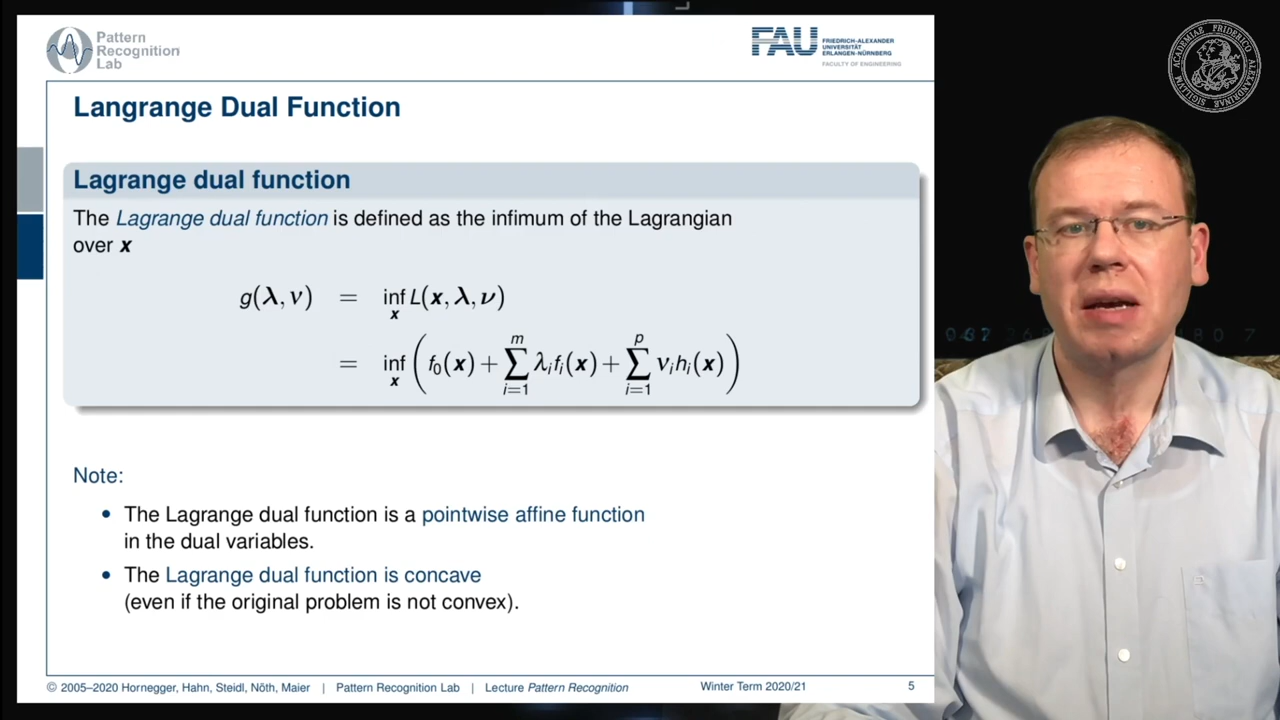 Pattern
Recognition
Lab
FAU
FRIEDRICH-ALEXANDER
UNIVERSITÄT
ERLANGEN-NÜRNBERG
FACULTY OF ENGINEERING
Langrange Dual Function
Lagrange dual function
The Lagrange dual function is defined as the infimum of the Lagrangian
over x
g(λ, ν) = inf L(x, λ, ν)
x
= inf ( f₀(x) + ∑ᵢ₌₁ᵐ λᵢfᵢ(x) + ∑ᵢ₌₁ᵖ νᵢhᵢ(x) )
x
Note:
• The Lagrange dual function is a pointwise affine function
in the dual variables.
• The Lagrange dual function is concave
(even if the original problem is not convex).
© 2005–2020 Hornegger, Hahn, Steidl, Nöth, Maier | Pattern Recognition Lab | Lecture Pattern Recognition Winter Term 2020/21 5